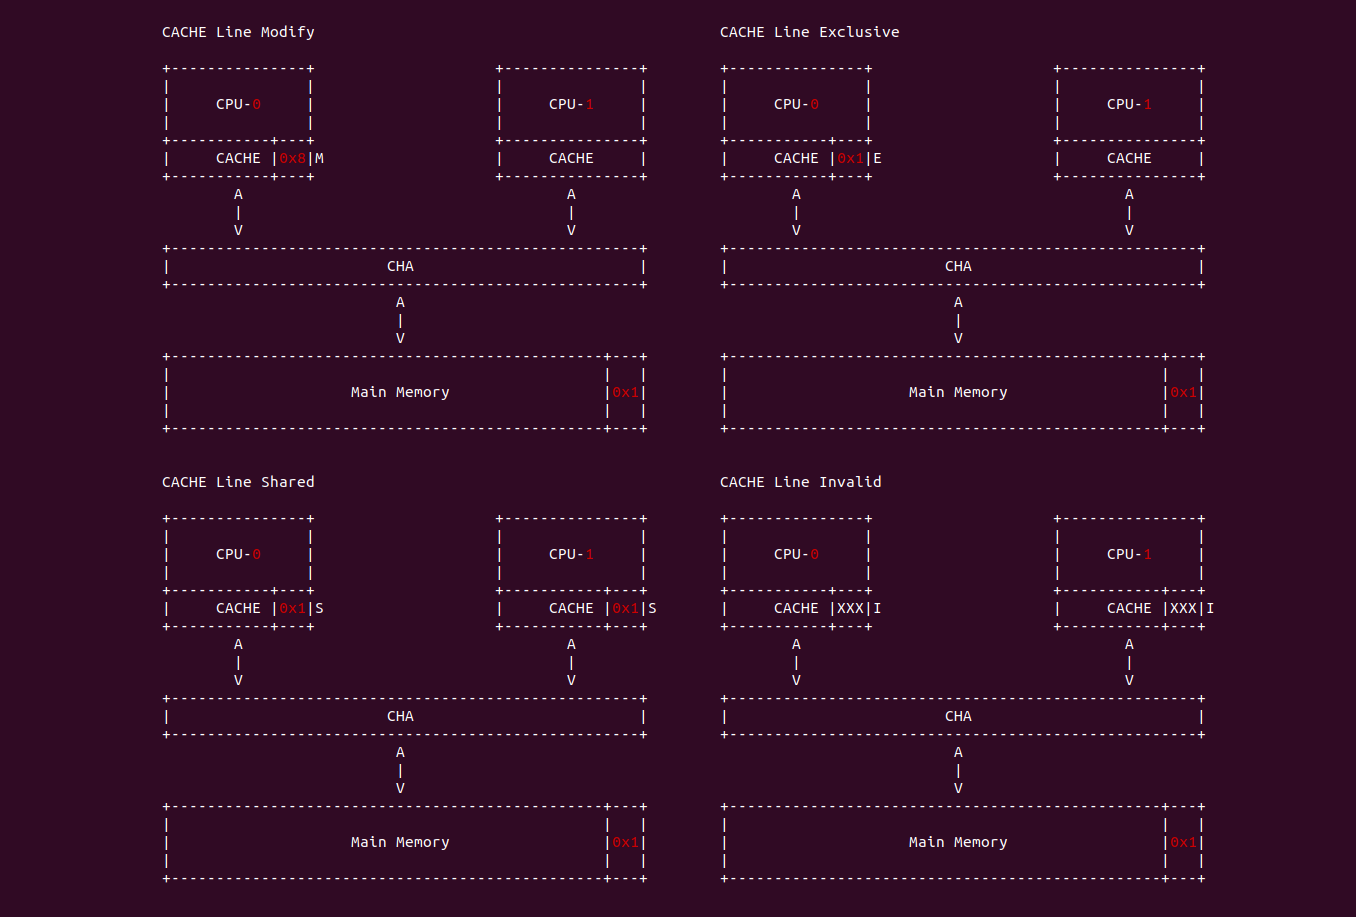 CACHE Line Modify
CPU-0 CPU-1
CACHE |0x8|M CACHE
A A
V V
CHA
A
V
Main Memory |0x1|
CACHE Line Exclusive
CPU-0 CPU-1
CACHE |0x1|E CACHE
A A
V V
CHA
A
V
Main Memory |0x1|
CACHE Line Shared
CPU-0 CPU-1
CACHE |0x1|S CACHE |0x1|S
A A
V V
CHA
A
V
Main Memory |0x1|
CACHE Line Invalid
CPU-0 CPU-1
CACHE |XXX|I CACHE |XXX|I
A A
V V
CHA
A
V
Main Memory |0x1|